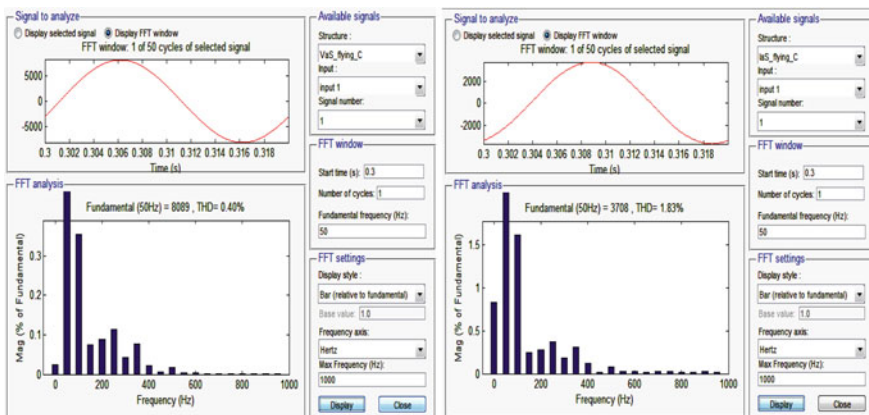 Signal to analyze
Display selected signal Display FFT window
FFT window: 1 of 50 cycles of selected signal
5000
0
-5000
0.3 0.302 0.304 0.306 0.308 0.31 0.312 0.314 0.316 0.318
Time (s)
FFT analysis
Fundamental (50Hz) = 8089 , THD= 0.40%
Mag (% of Fundamental)
0.3
0.2
0.1
0
0 200 400 600 800 1000
Frequency (Hz)
Available signals
Structure :
VaS_flying_C
Input :
input 1
Signal number:
1
FFT window
Start time (s): 0.3
Number of cycles: 1
Fundamental frequency (Hz):
50
FFT settings
Display style :
Bar (relative to fundamental)
Base value: 1.0
Frequency axis:
Hertz
Max Frequency (Hz):
1000
Display Close
Signal to analyze
Display selected signal Display FFT window
FFT window: 1 of 50 cycles of selected signal
2000
0
-2000
0.3 0.302 0.304 0.306 0.308 0.31 0.312 0.314 0.316 0.318
Time (s)
FFT analysis
Fundamental (50Hz) = 3708 , THD= 1.83%
Mag (% of Fundamental)
1.5
1
0.5
0
0 200 400 600 800 1000
Frequency (Hz)
Available signals
Structure :
IaS_flying_C
Input :
input 1
Signal number:
1
FFT window
Start time (s): 0.3
Number of cycles: 1
Fundamental frequency (Hz):
50
FFT settings
Display style :
Bar (relative to fundamental)
Base value: 1.0
Frequency axis:
Hertz
Max Frequency (Hz):
1000
Display Close